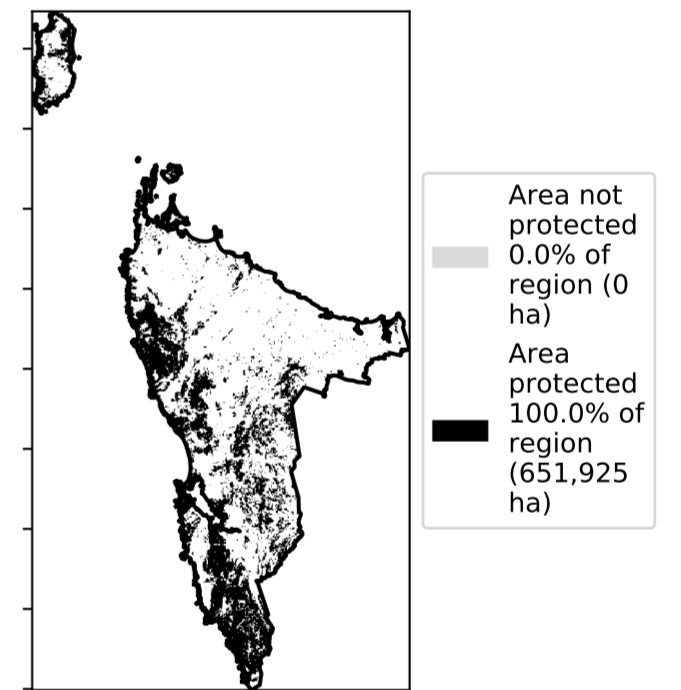 Area not
protected
0.0% of
region (0
ha)
Area
protected
100.0% of
region
(651,925
ha)